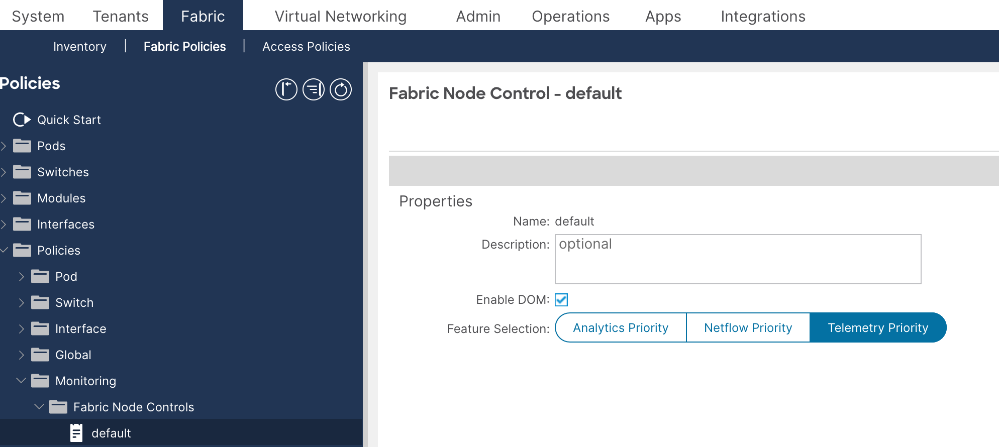 System Tenants Fabric Virtual Networking Admin Operations Apps Integrations
Inventory | Fabric Policies | Access Policies
Policies
Quick Start
Pods
Switches
Modules
Interfaces
Policies
Pod
Switch
Interface
Global
Monitoring
Fabric Node Controls
default
Fabric Node Control - default
Properties
Name: default
Description: optional
Enable DOM:
Feature Selection: Analytics Priority Netflow Priority Telemetry Priority